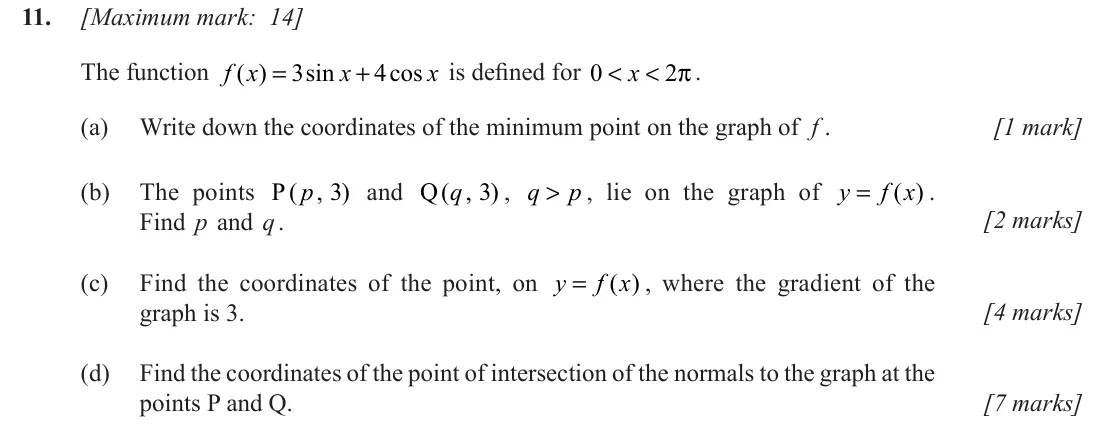 11. [Maximum mark: 14]
The function f(x)=3sin x+4cos x is defined for 0<x<2π.
(a) Write down the coordinates of the minimum point on the graph of f. [1 mark]
(b) The points P(p, 3) and Q(q, 3), q>p, lie on the graph of y=f(x).
Find p and q. [2 marks]
(c) Find the coordinates of the point, on y=f(x), where the gradient of the
graph is 3. [4 marks]
(d) Find the coordinates of the point of intersection of the normals to the graph at the
points P and Q. [7 marks]